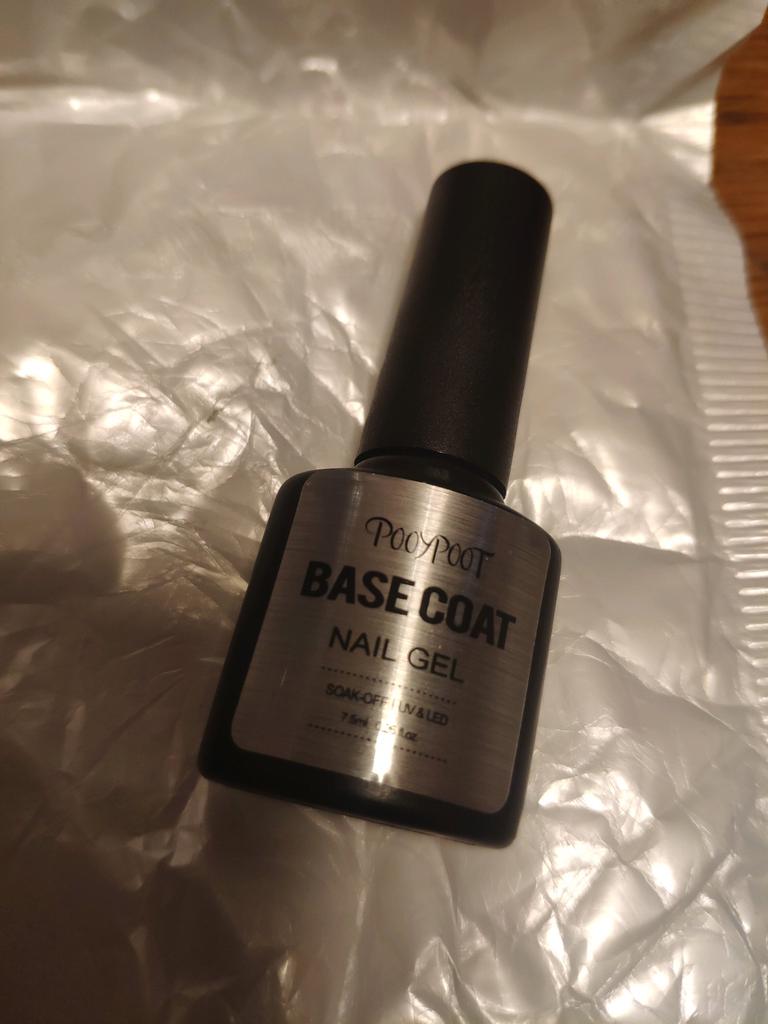 POOYPOOT
BASE COAT
NAIL GEL
SOAK-OFF / UV & LED
7.5ml